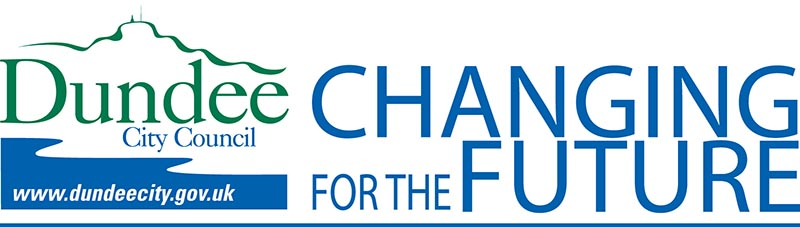 Dundee
City Council
www.dundeecity.gov.uk
CHANGING
FOR THE FUTURE